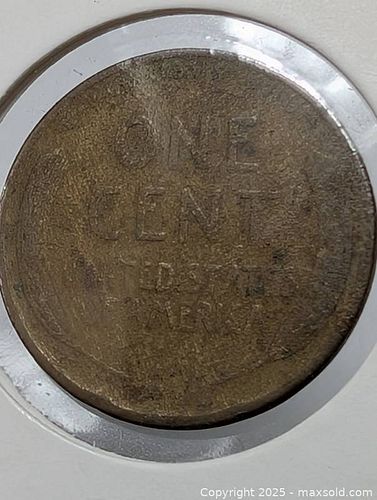 ONE
CENT
UNITED STATES
OF AMERICA
Copyright 2025 - maxsold.com